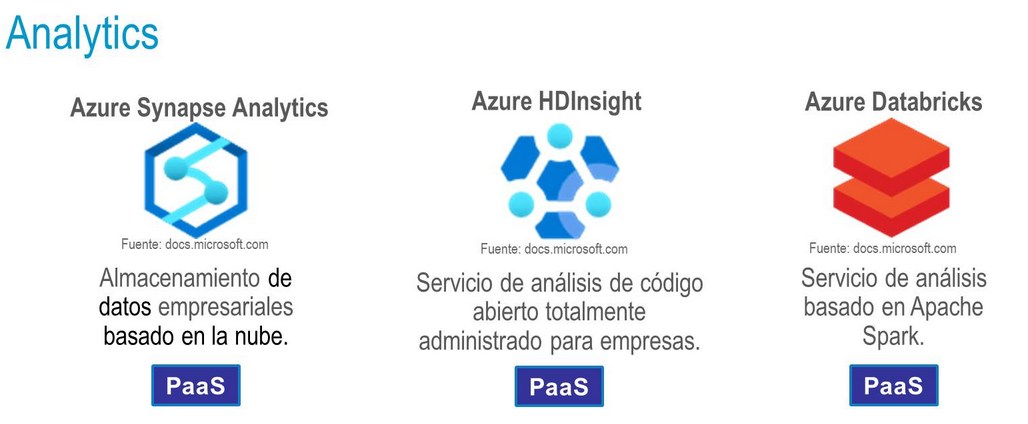 Analytics
Azure Synapse Analytics
Fuente: docs.microsoft.com
Almacenamiento de
datos empresariales
basado en la nube.
PaaS
Azure HDInsight
Fuente: docs.microsoft.com
Servicio de análisis de código
abierto totalmente
administrado para empresas.
PaaS
Azure Databricks
Fuente: docs.microsoft.com
Servicio de análisis
basado en Apache
Spark.
PaaS